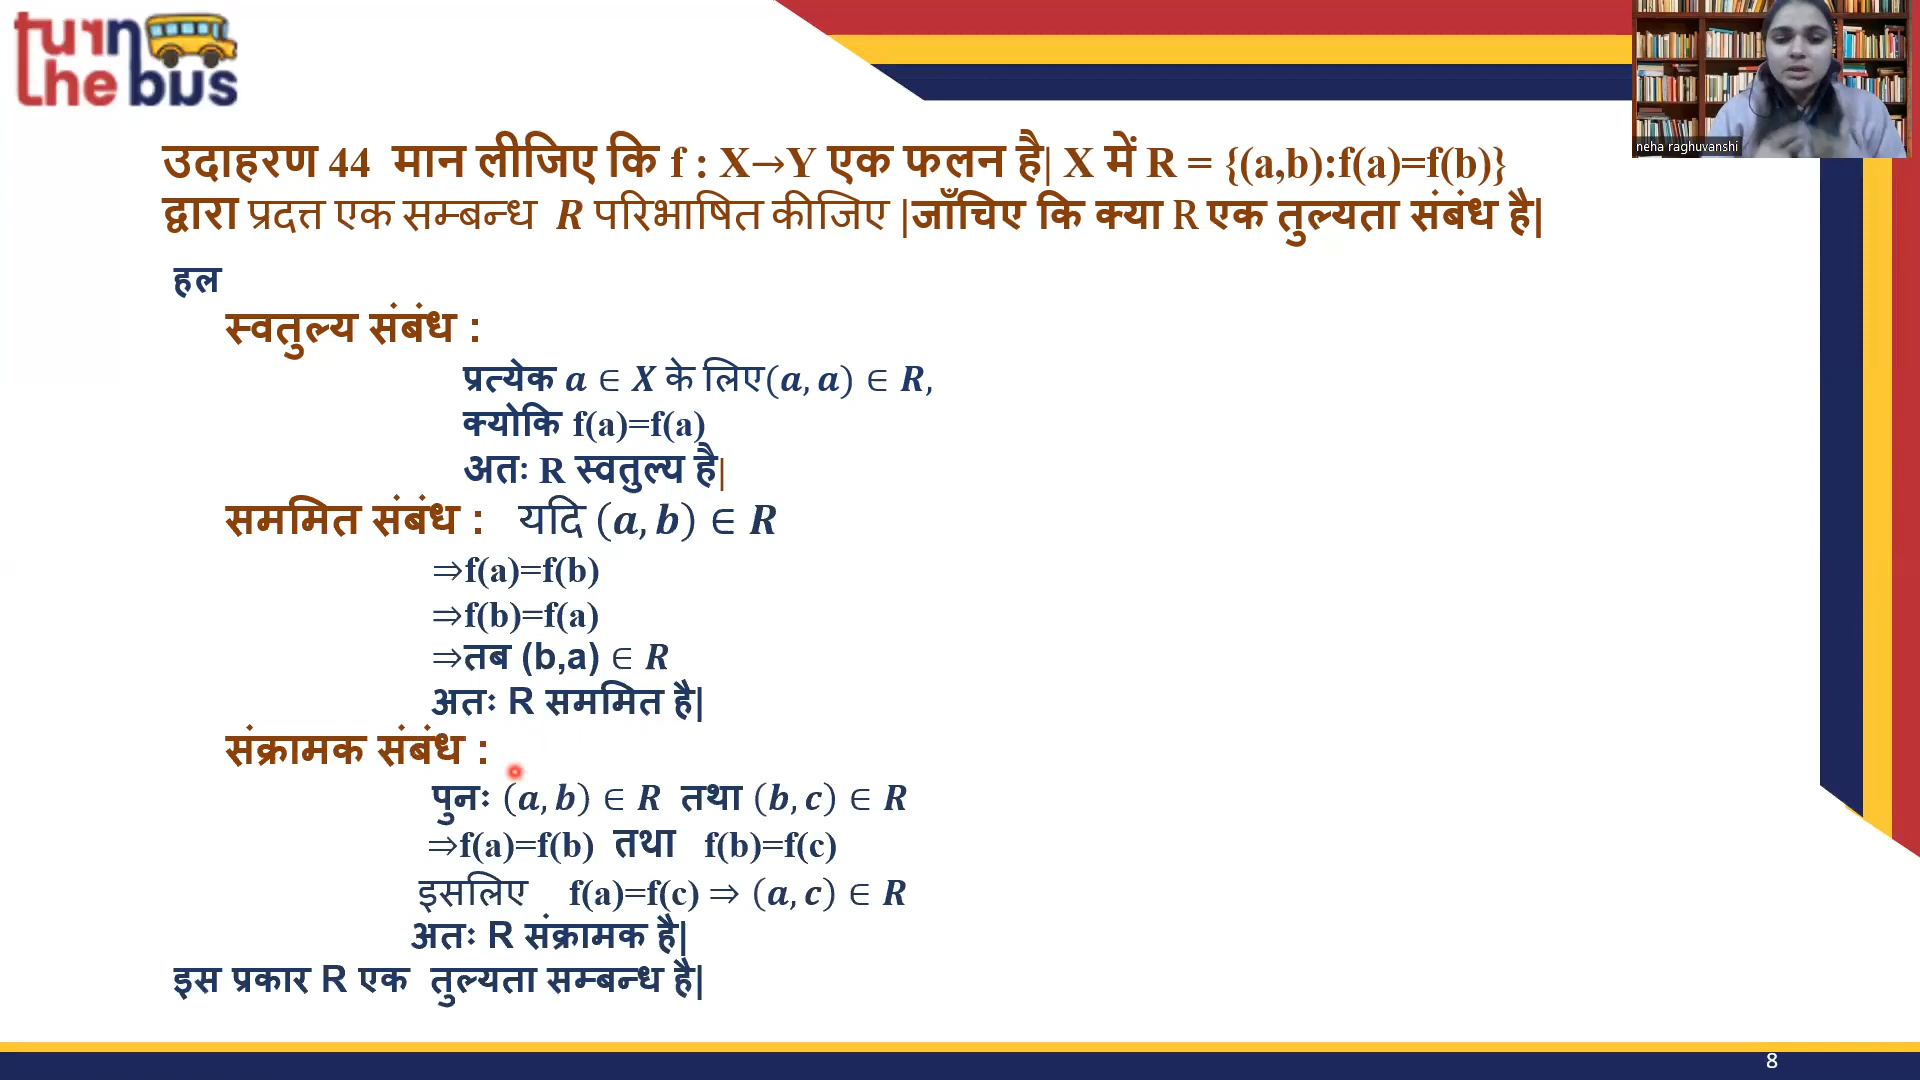 turn
the bus
neha raghuvanshi
उदाहरण 44 मान लीजिए कि f : X→Y एक फलन है| X में R = {(a,b):f(a)=f(b)}
द्वारा प्रदत्त एक सम्बन्ध R परिभाषित कीजिए |जाँचिए कि क्या R एक तुल्यता संबंध है|
हल
स्वतुल्य संबंध :
प्रत्येक a ∈ X के लिए(a, a) ∈ R,
क्योकि f(a)=f(a)
अतः R स्वतुल्य है|
सममित संबंध : यदि (a, b) ∈ R
⇒f(a)=f(b)
⇒f(b)=f(a)
⇒तब (b,a) ∈ R
अतः R सममित है|
संक्रामक संबंध :
पुनः (a, b) ∈ R तथा (b, c) ∈ R
⇒f(a)=f(b) तथा f(b)=f(c)
इसलिए f(a)=f(c) ⇒ (a, c) ∈ R
अतः R संक्रामक है|
इस प्रकार R एक तुल्यता सम्बन्ध है|
8